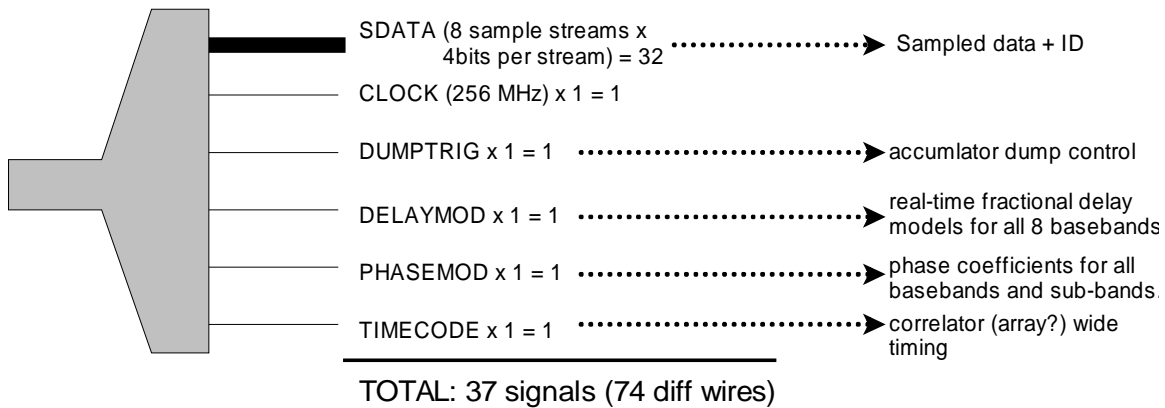 SDATA (8 sample streams x
4bits per stream) = 32
Sampled data + ID
CLOCK (256 MHz) x 1 = 1
DUMPTRIG x 1 = 1
accumlator dump control
DELAYMOD x 1 = 1
real-time fractional delay
models for all 8 basebands
PHASEMOD x 1 = 1
phase coefficients for all
basebands and sub-bands.
TIMECODE x 1 = 1
correlator (array?) wide
timing
TOTAL: 37 signals (74 diff wires)